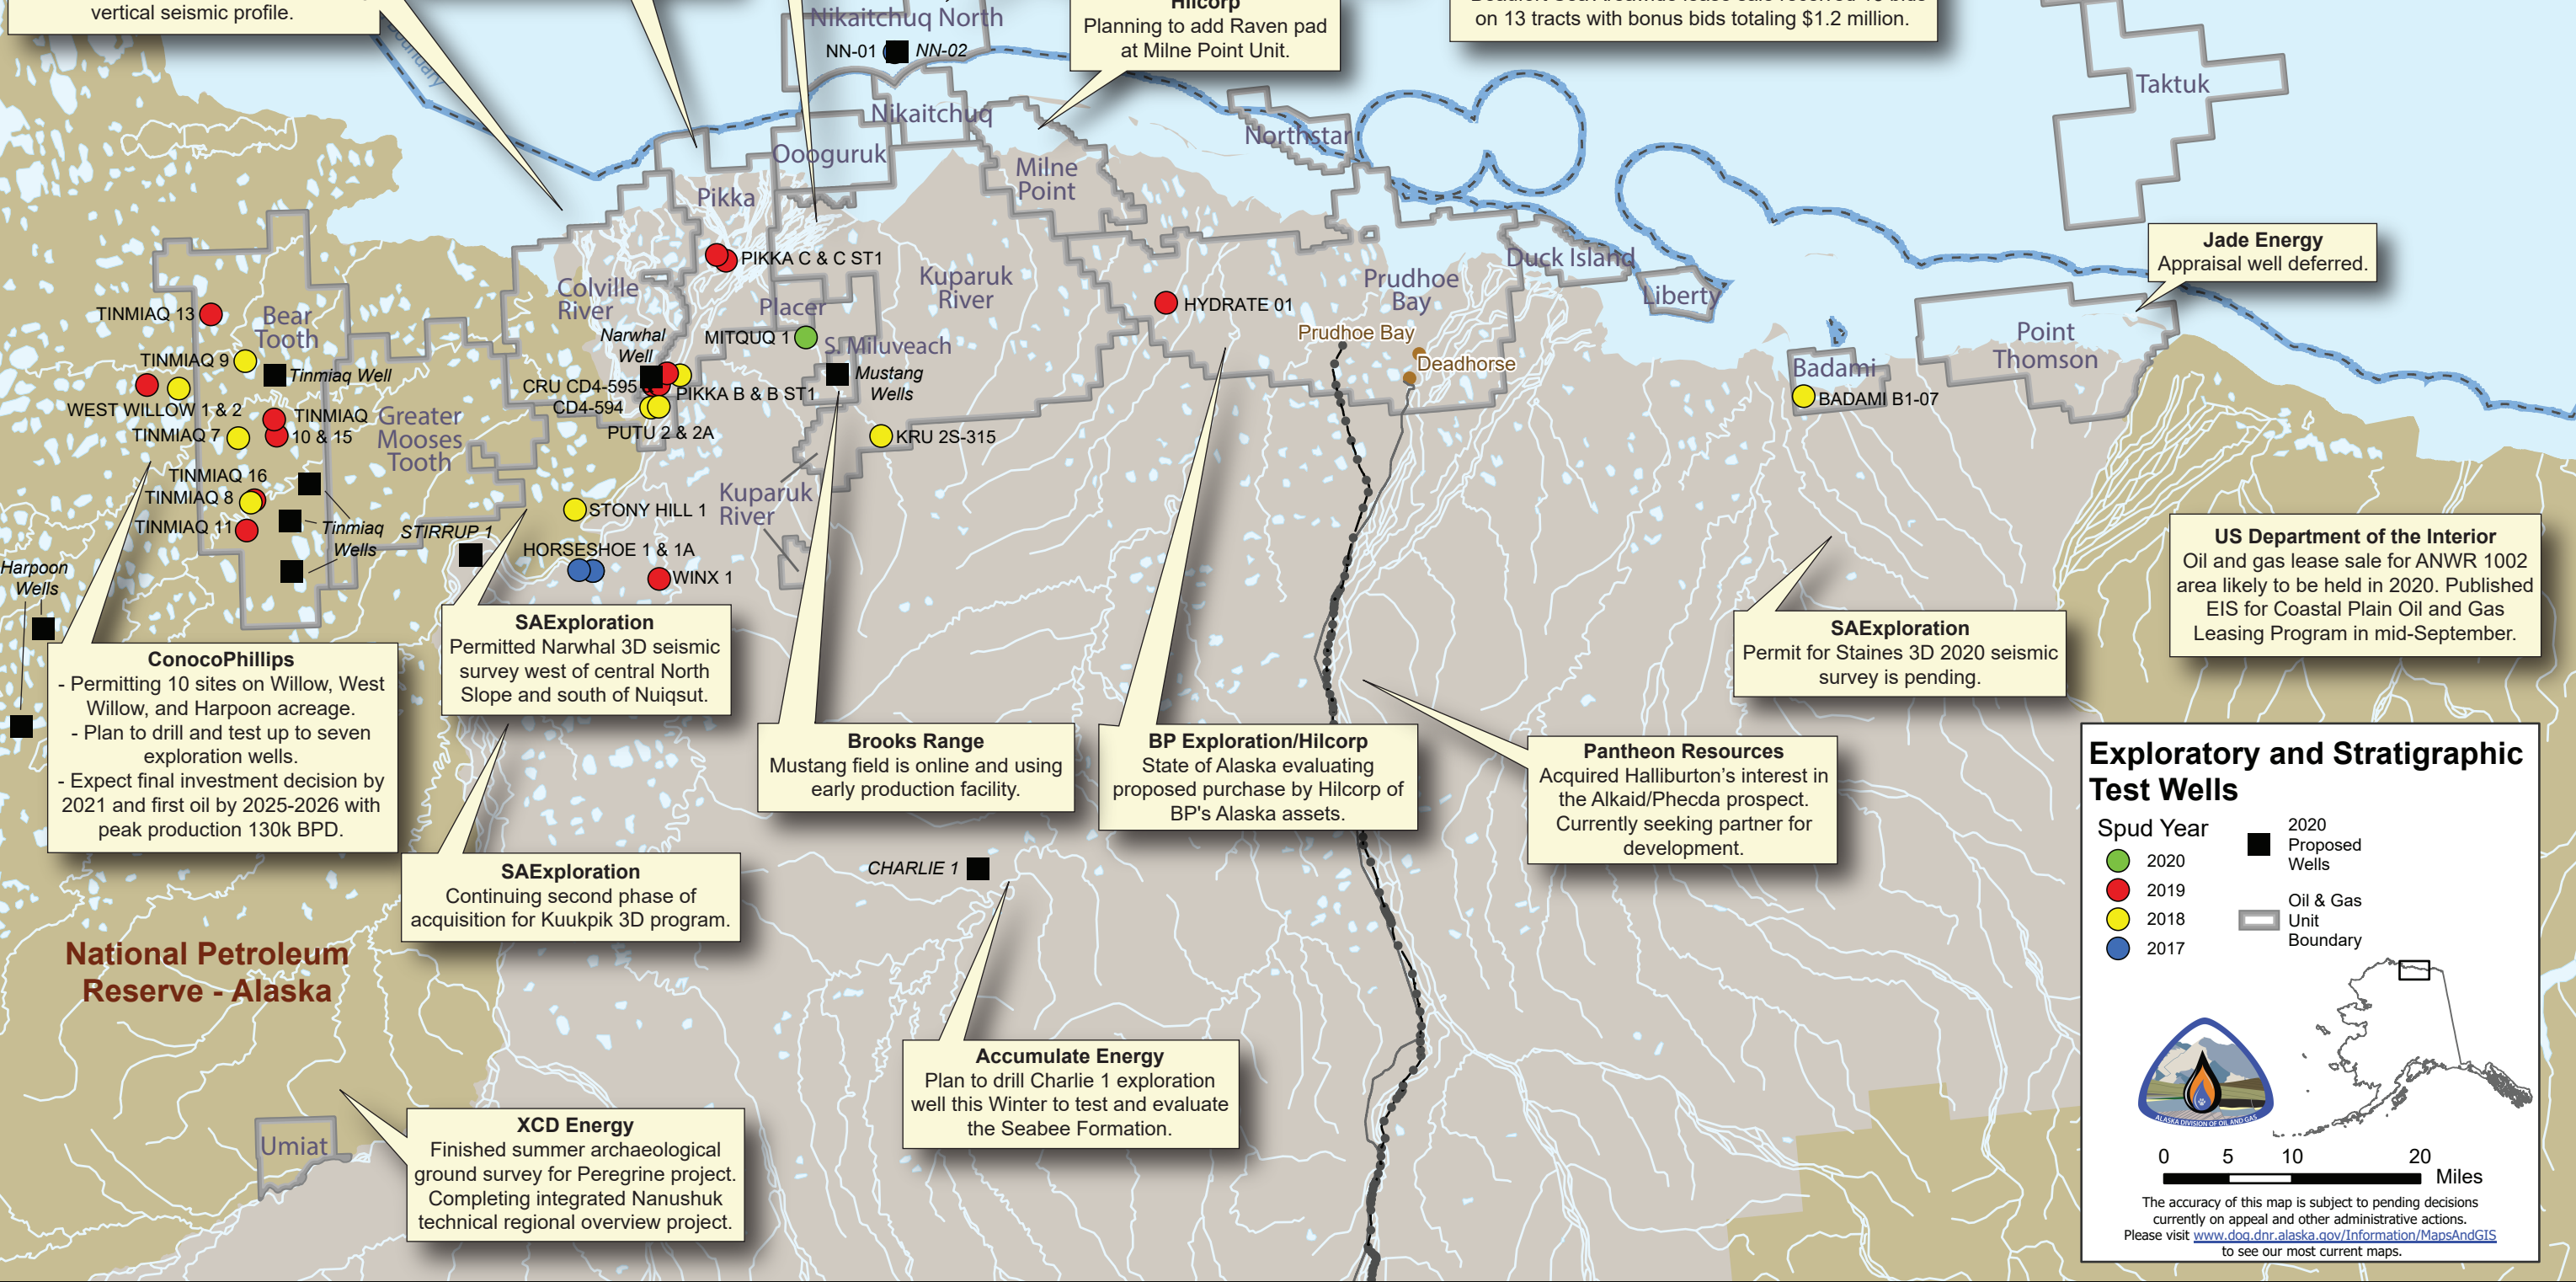 vertical seismic profile.
Nikaitchuq North
NN-01
NN-02
Hilcorp
Planning to add Raven pad
at Milne Point Unit.
on 13 tracts with bonus bids totaling $1.2 million.
Taktuk
Nikaitchuq
Northstar
Oooguruk
Milne
Point
Pikka
PIKKA C & C ST1
Colville
River
Placer
Kuparuk
River
HYDRATE 01
Prudhoe
Bay
Duck Island
Liberty
Jade Energy
Appraisal well deferred.
Point
Thomson
Prudhoe Bay
Deadhorse
Badami
BADAMI B1-07
TINMIAQ 13
Bear
Tooth
TINMIAQ 9
Tinmiaq Well
WEST WILLOW 1 & 2
TINMIAQ
10 & 15
TINMIAQ 7
Greater
Mooses
Tooth
TINMIAQ 16
TINMIAQ 8
TINMIAQ 11
Tinmiaq
Wells
STIRRUP 1
Harpoon
Wells
Narwhal
Well
MITQUQ 1
S. Miluveach
Mustang
Wells
CRU CD4-595
PIKKA B & B ST1
CD4-594
PUTU 2 & 2A
KRU 2S-315
Kuparuk
River
STONY HILL 1
HORSESHOE 1 & 1A
WINX 1
ConocoPhillips
- Permitting 10 sites on Willow, West
Willow, and Harpoon acreage.
- Plan to drill and test up to seven
exploration wells.
- Expect final investment decision by
2021 and first oil by 2025-2026 with
peak production 130k BPD.
SAExploration
Permitted Narwhal 3D seismic
survey west of central North
Slope and south of Nuiqsut.
SAExploration
Continuing second phase of
acquisition for Kuukpik 3D program.
Brooks Range
Mustang field is online and using
early production facility.
BP Exploration/Hilcorp
State of Alaska evaluating
proposed purchase by Hilcorp of
BP's Alaska assets.
Pantheon Resources
Acquired Halliburton's interest in
the Alkaid/Phecda prospect.
Currently seeking partner for
development.
SAExploration
Permit for Staines 3D 2020 seismic
survey is pending.
US Department of the Interior
Oil and gas lease sale for ANWR 1002
area likely to be held in 2020. Published
EIS for Coastal Plain Oil and Gas
Leasing Program in mid-September.
CHARLIE 1
Accumulate Energy
Plan to drill Charlie 1 exploration
well this Winter to test and evaluate
the Seabee Formation.
National Petroleum
Reserve - Alaska
Umiat
XCD Energy
Finished summer archaeological
ground survey for Peregrine project.
Completing integrated Nanushuk
technical regional overview project.
Exploratory and Stratigraphic
Test Wells
Spud Year
2020
2019
2018
2017
2020
Proposed
Wells
Oil & Gas
Unit
Boundary
ALASKA DIVISION OF OIL AND GAS
0 5 10 20
Miles
The accuracy of this map is subject to pending decisions
currently on appeal and other administrative actions.
Please visit www.dog.dnr.alaska.gov/Information/MapsAndGIS
to see our most current maps.